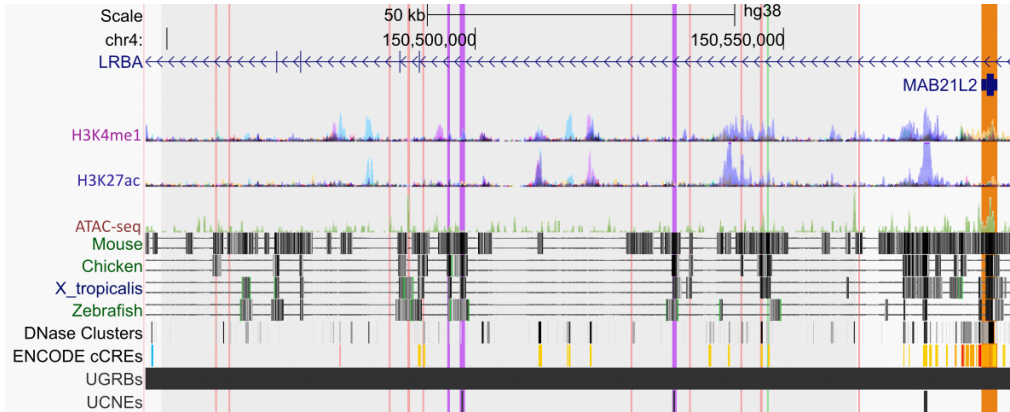 Scale 50 kb hg38
chr4: 150,500,000 150,550,000
LRBA
MAB21L2
H3K4me1
H3K27ac
ATAC-seq
Mouse
Chicken
X_tropicalis
Zebrafish
DNase Clusters
ENCODE cCREs
UGRBs
UCNEs